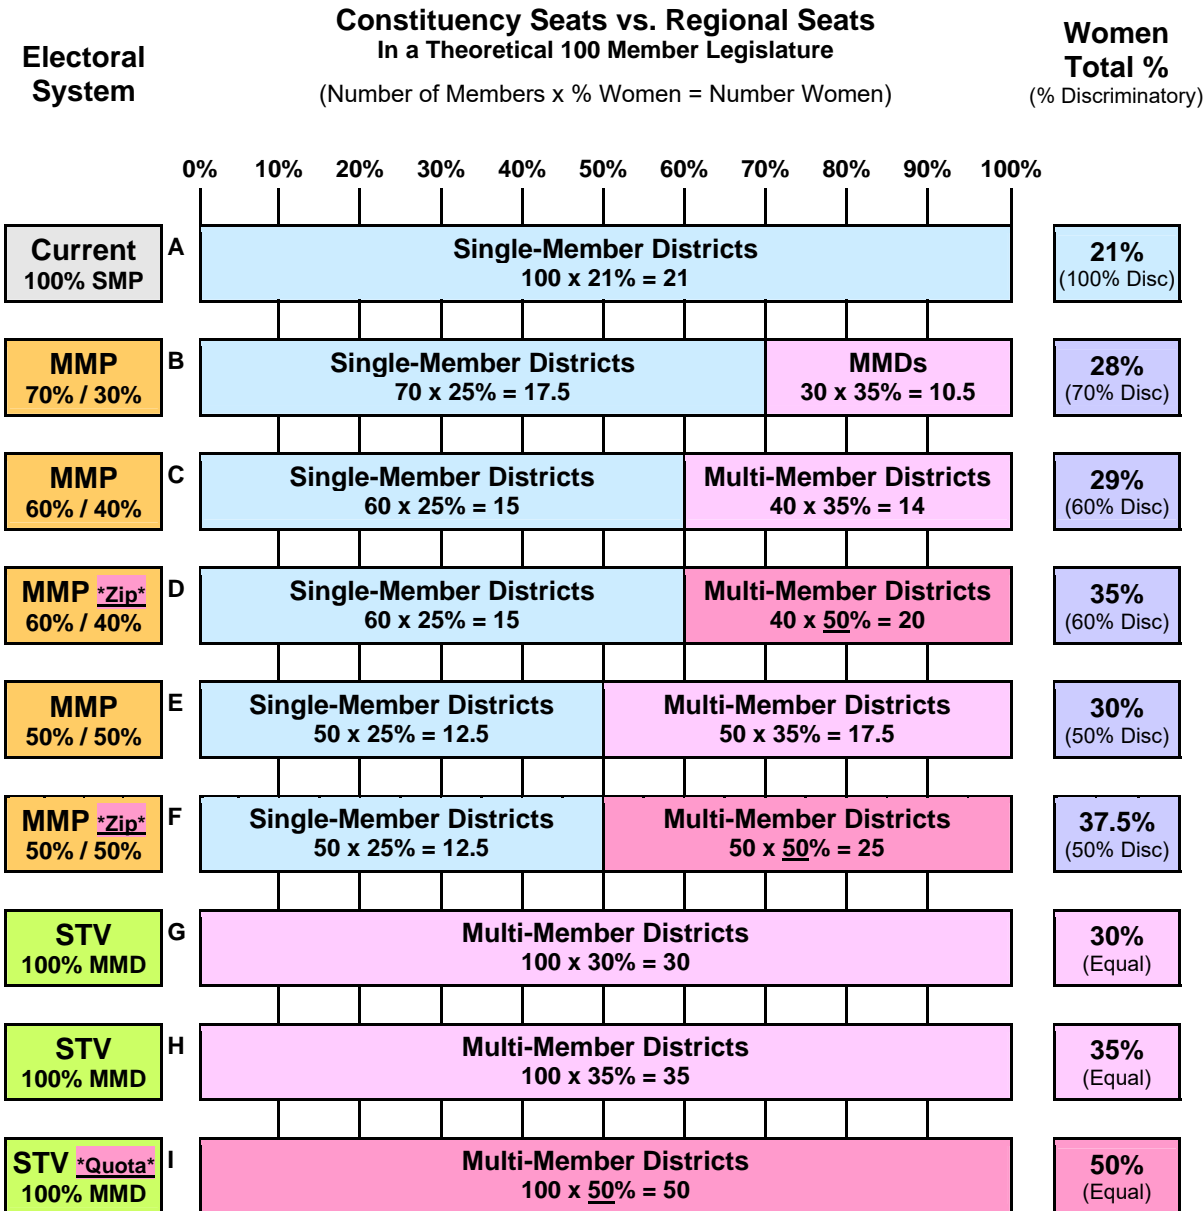 Constituency Seats vs. Regional Seats
In a Theoretical 100 Member Legislature
(Number of Members x % Women = Number Women)
Electoral
System
Women
Total %
(% Discriminatory)
0% 10% 20% 30% 40% 50% 60% 70% 80% 90% 100%
Current
100% SMP
A
Single-Member Districts
100 x 21% = 21
21%
(100% Disc)
MMP
70% / 30%
B
Single-Member Districts
70 x 25% = 17.5
MMDs
30 x 35% = 10.5
28%
(70% Disc)
MMP
60% / 40%
C
Single-Member Districts
60 x 25% = 15
Multi-Member Districts
40 x 35% = 14
29%
(60% Disc)
MMP *Zip*
60% / 40%
D
Single-Member Districts
60 x 25% = 15
Multi-Member Districts
40 x 50% = 20
35%
(60% Disc)
MMP
50% / 50%
E
Single-Member Districts
50 x 25% = 12.5
Multi-Member Districts
50 x 35% = 17.5
30%
(50% Disc)
MMP *Zip*
50% / 50%
F
Single-Member Districts
50 x 25% = 12.5
Multi-Member Districts
50 x 50% = 25
37.5%
(50% Disc)
STV
100% MMD
G
Multi-Member Districts
100 x 30% = 30
30%
(Equal)
STV
100% MMD
H
Multi-Member Districts
100 x 35% = 35
35%
(Equal)
STV *Quota*
100% MMD
I
Multi-Member Districts
100 x 50% = 50
50%
(Equal)